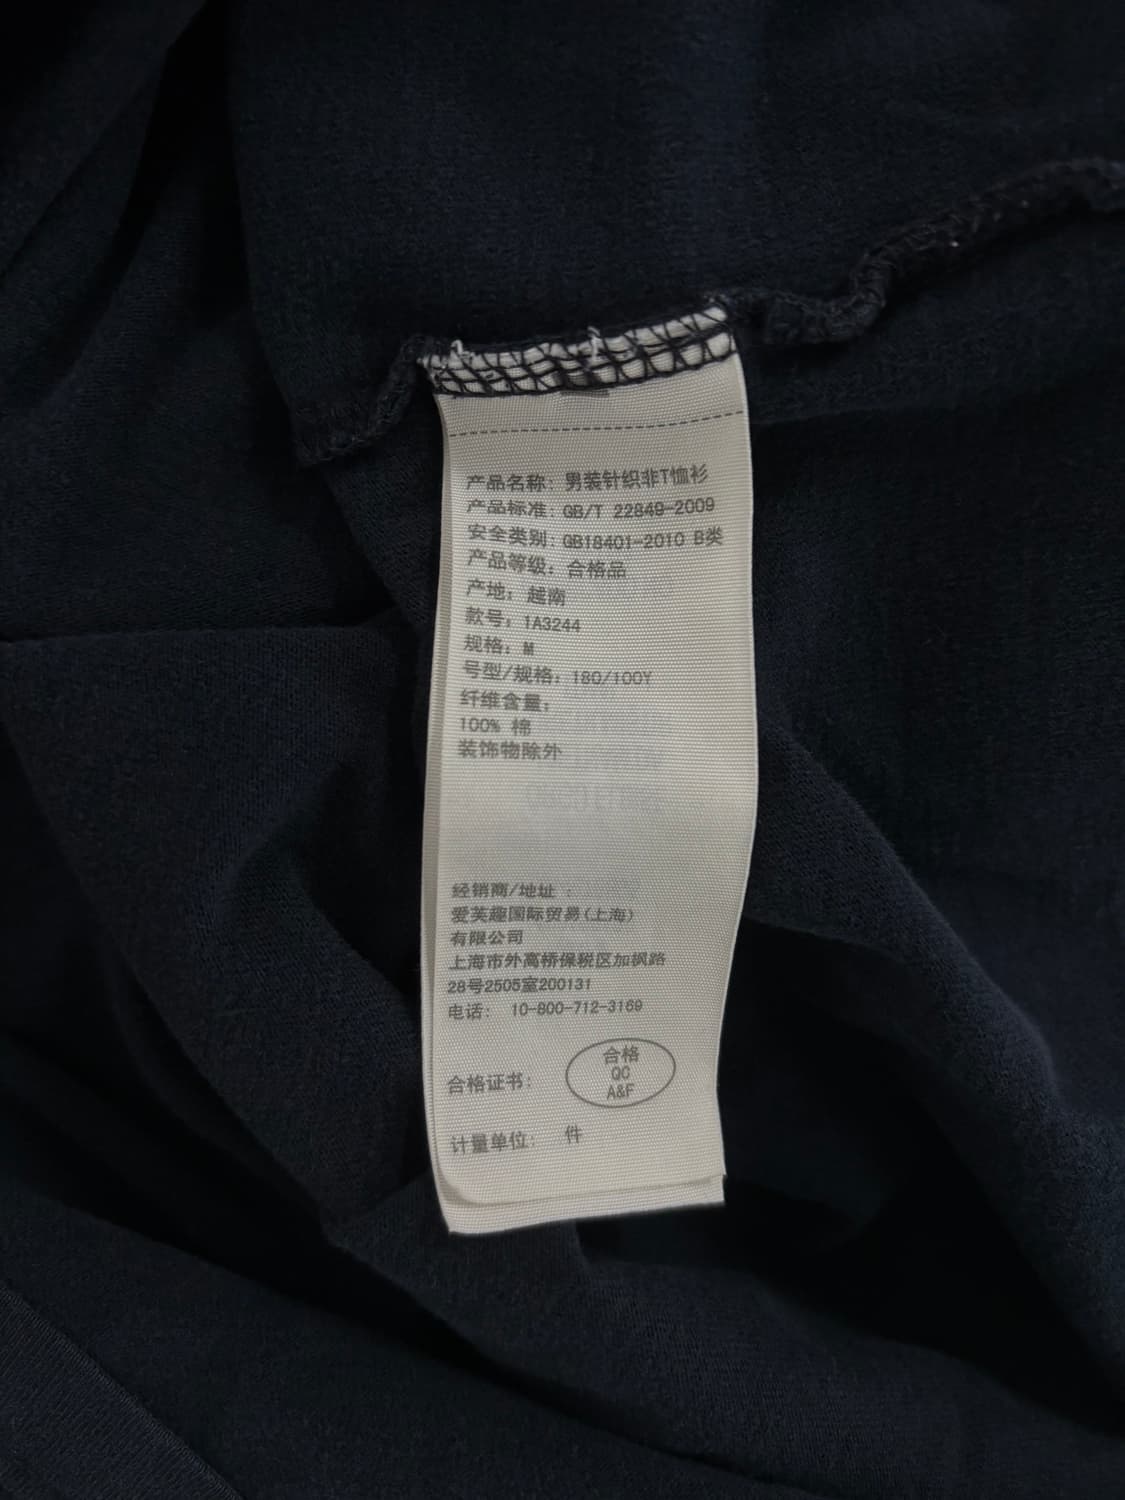 产品名称: 男装针织非T恤衫
产品标准: GB/T 22849-2009
安全类别: GB18401-2010 B类
产品等级: 合格品
产地: 越南
款号: 1A3244
规格: M
号型/规格: 180/100Y
纤维含量:
100% 棉
装饰物除外
经销商/地址 :
爱芙趣国际贸易(上海)
有限公司
上海市外高桥保税区加枫路
28号2505室200131
电话: 10-800-712-3169
合格
QC
A&F
合格证书:
计量单位: 件